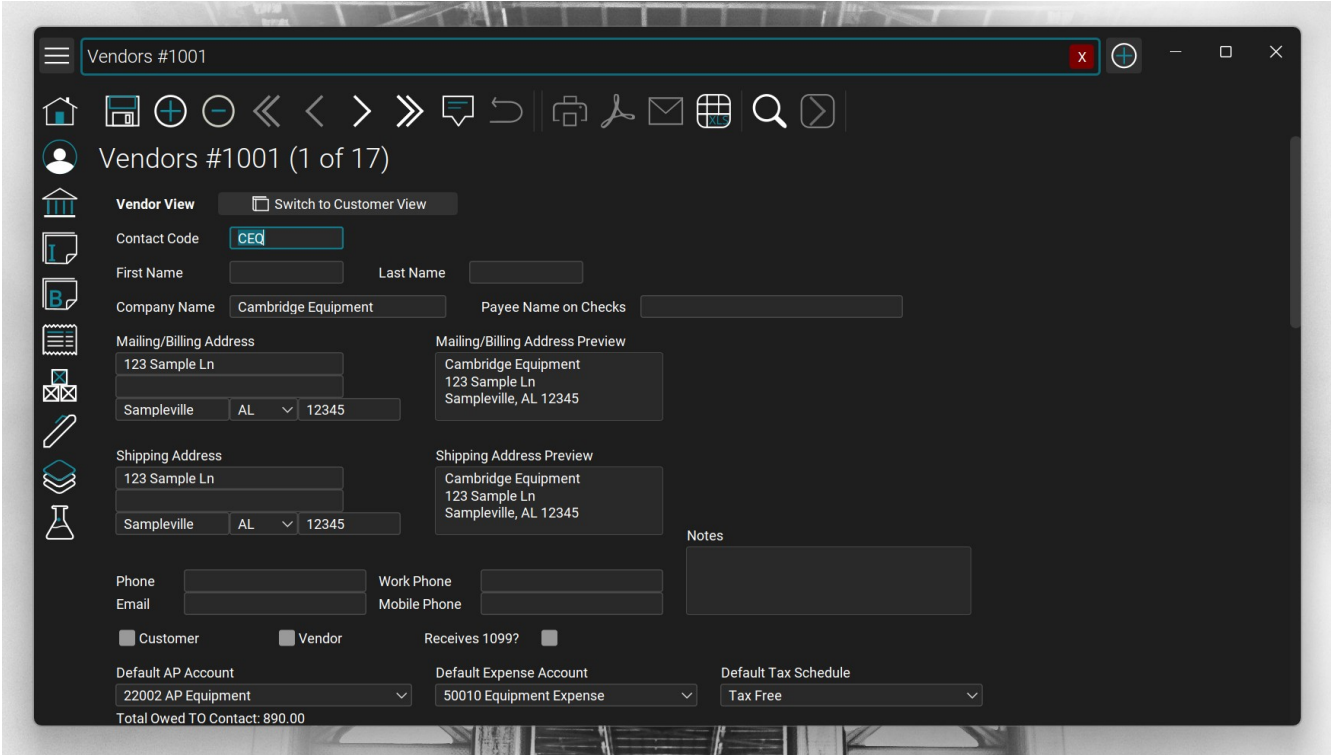 Vendors #1001
X
XLS
Vendors #1001 (1 of 17)
Vendor View Switch to Customer View
Contact Code CEQ
First Name Last Name
Company Name Cambridge Equipment Payee Name on Checks
Mailing/Billing Address Mailing/Billing Address Preview
123 Sample Ln Cambridge Equipment
123 Sample Ln
Sampleville AL 12345 Sampleville, AL 12345
Shipping Address Shipping Address Preview
123 Sample Ln Cambridge Equipment
123 Sample Ln
Sampleville AL 12345 Sampleville, AL 12345
I
B
Notes
Phone Work Phone
Email Mobile Phone
Customer Vendor Receives 1099?
Default AP Account Default Expense Account Default Tax Schedule
22002 AP Equipment 50010 Equipment Expense Tax Free
Total Owed TO Contact: 890.00